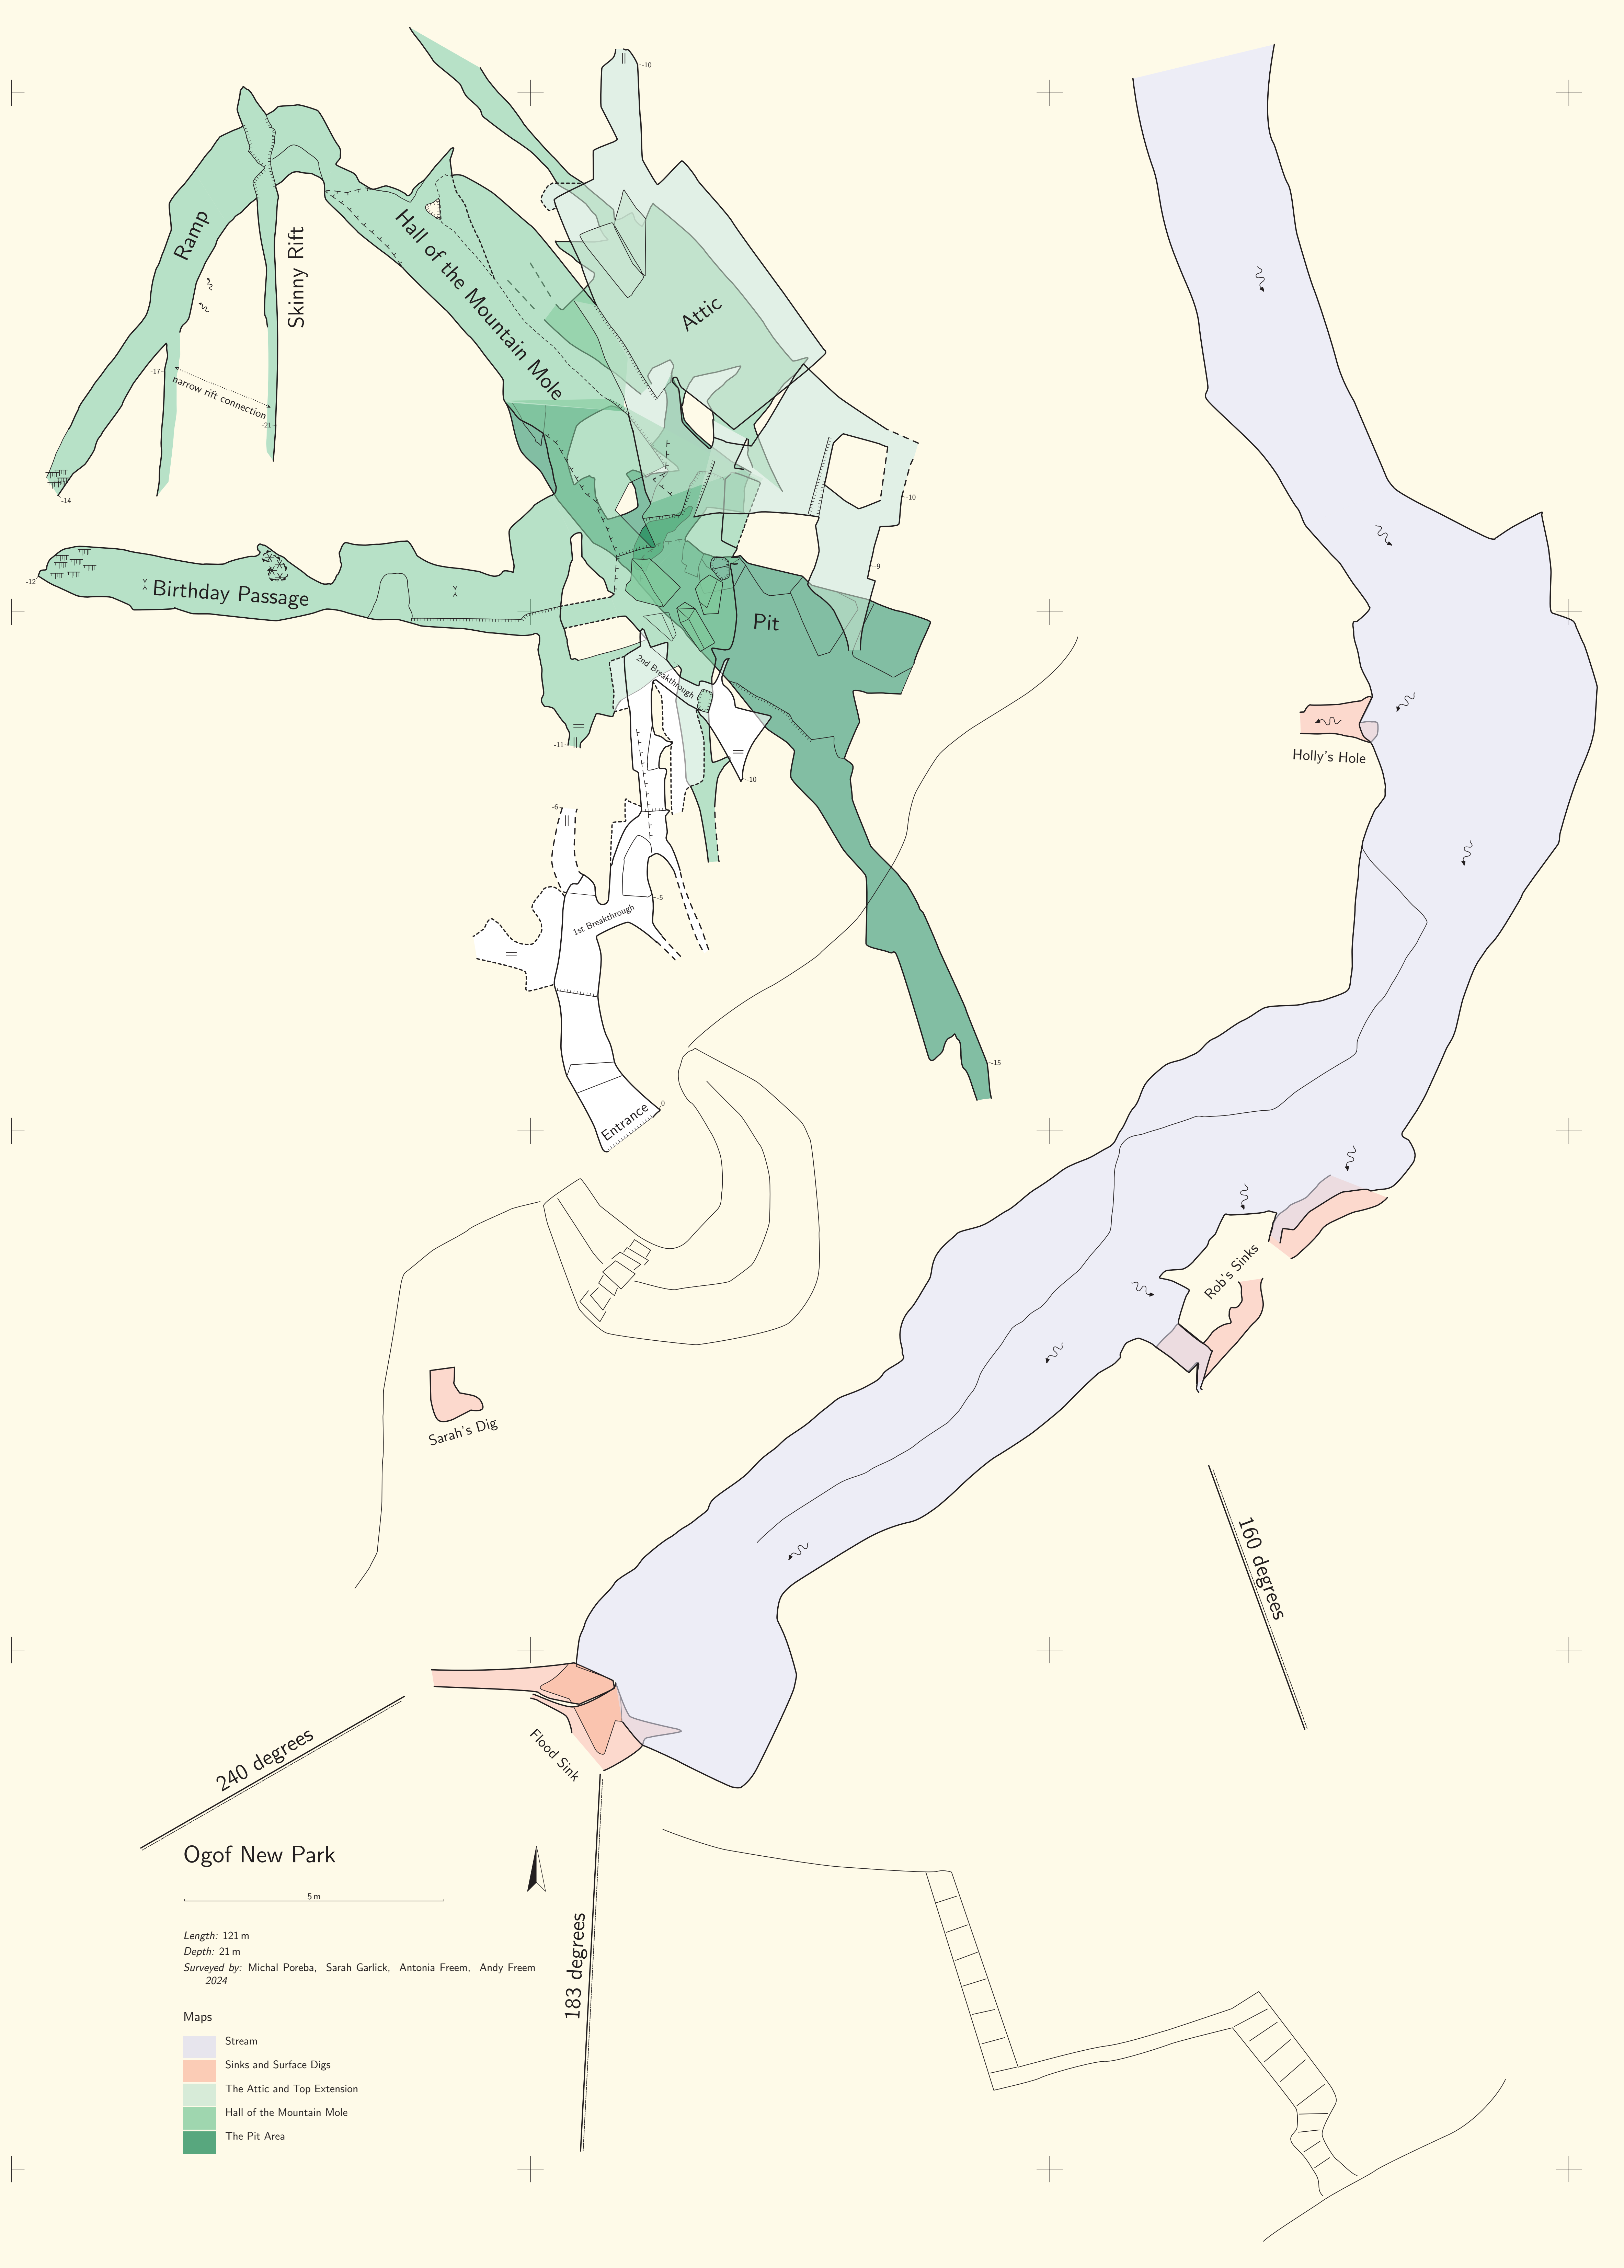 -10
Ramp
Skinny Rift
Hall of the Mountain Mole
Attic
-17
narrow rift connection
-21
-14
-10
-9
-12
Birthday Passage
Pit
2nd Breakthrough
-11
-10
-6
-5
1st Breakthrough
-15
Entrance
0
Holly's Hole
Rob's Sinks
Sarah's Dig
160 degrees
Flood Sink
240 degrees
183 degrees
Ogof New Park
5 m
Length: 121 m
Depth: 21 m
Surveyed by: Michal Poreba, Sarah Garlick, Antonia Freem, Andy Freem
2024
Maps
Stream
Sinks and Surface Digs
The Attic and Top Extension
Hall of the Mountain Mole
The Pit Area